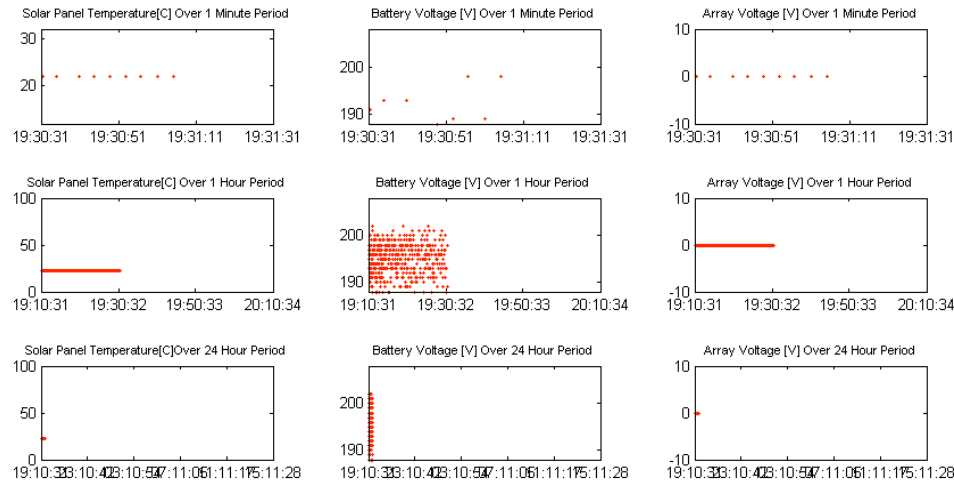 Solar Panel Temperature[C] Over 1 Minute Period
30
20
19:30:31 19:30:51 19:31:11 19:31:31
Battery Voltage [V] Over 1 Minute Period
200
190
19:30:31 19:30:51 19:31:11 19:31:31
Array Voltage [V] Over 1 Minute Period
10
0
-10
19:30:31 19:30:51 19:31:11 19:31:31
Solar Panel Temperature[C] Over 1 Hour Period
100
50
0
19:10:31 19:30:32 19:50:33 20:10:34
Battery Voltage [V] Over 1 Hour Period
200
190
19:10:31 19:30:32 19:50:33 20:10:34
Array Voltage [V] Over 1 Hour Period
10
0
-10
19:10:31 19:30:32 19:50:33 20:10:34
Solar Panel Temperature[C]Over 24 Hour Period
100
50
0
15:11:28
Battery Voltage [V] Over 24 Hour Period
200
190
15:11:28
Array Voltage [V] Over 24 Hour Period
10
0
-10
15:11:28